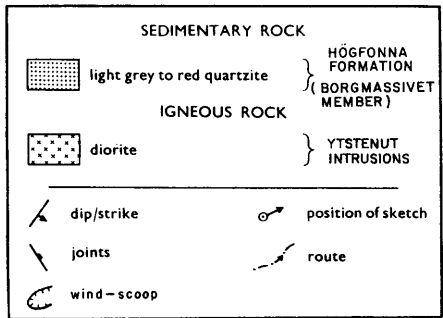 SEDIMENTARY ROCK
light grey to red quartzite
HÖGFONNA
FORMATION
(BORGMASSIVET
MEMBER)
IGNEOUS ROCK
diorite
YTSTENUT
INTRUSIONS
dip/strike
position of sketch
joints
route
wind-scoop